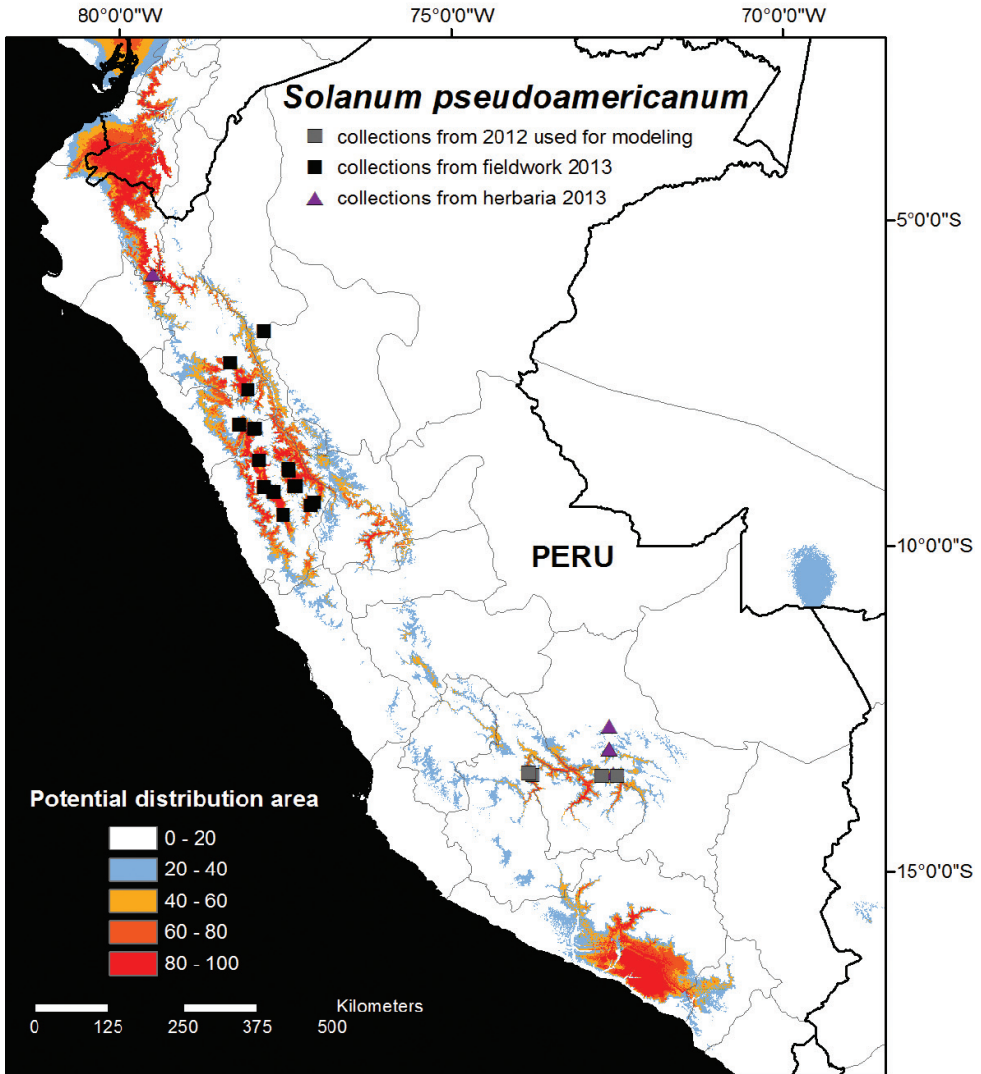 80°0'0"W 75°0'0"W 70°0'0"W
Solanum pseudoamericanum
collections from 2012 used for modeling
collections from fieldwork 2013
collections from herbaria 2013
5°0'0"S
PERU
10°0'0"S
15°0'0"S
Potential distribution area
0 - 20
20 - 40
40 - 60
60 - 80
80 - 100
Kilometers
0 125 250 375 500